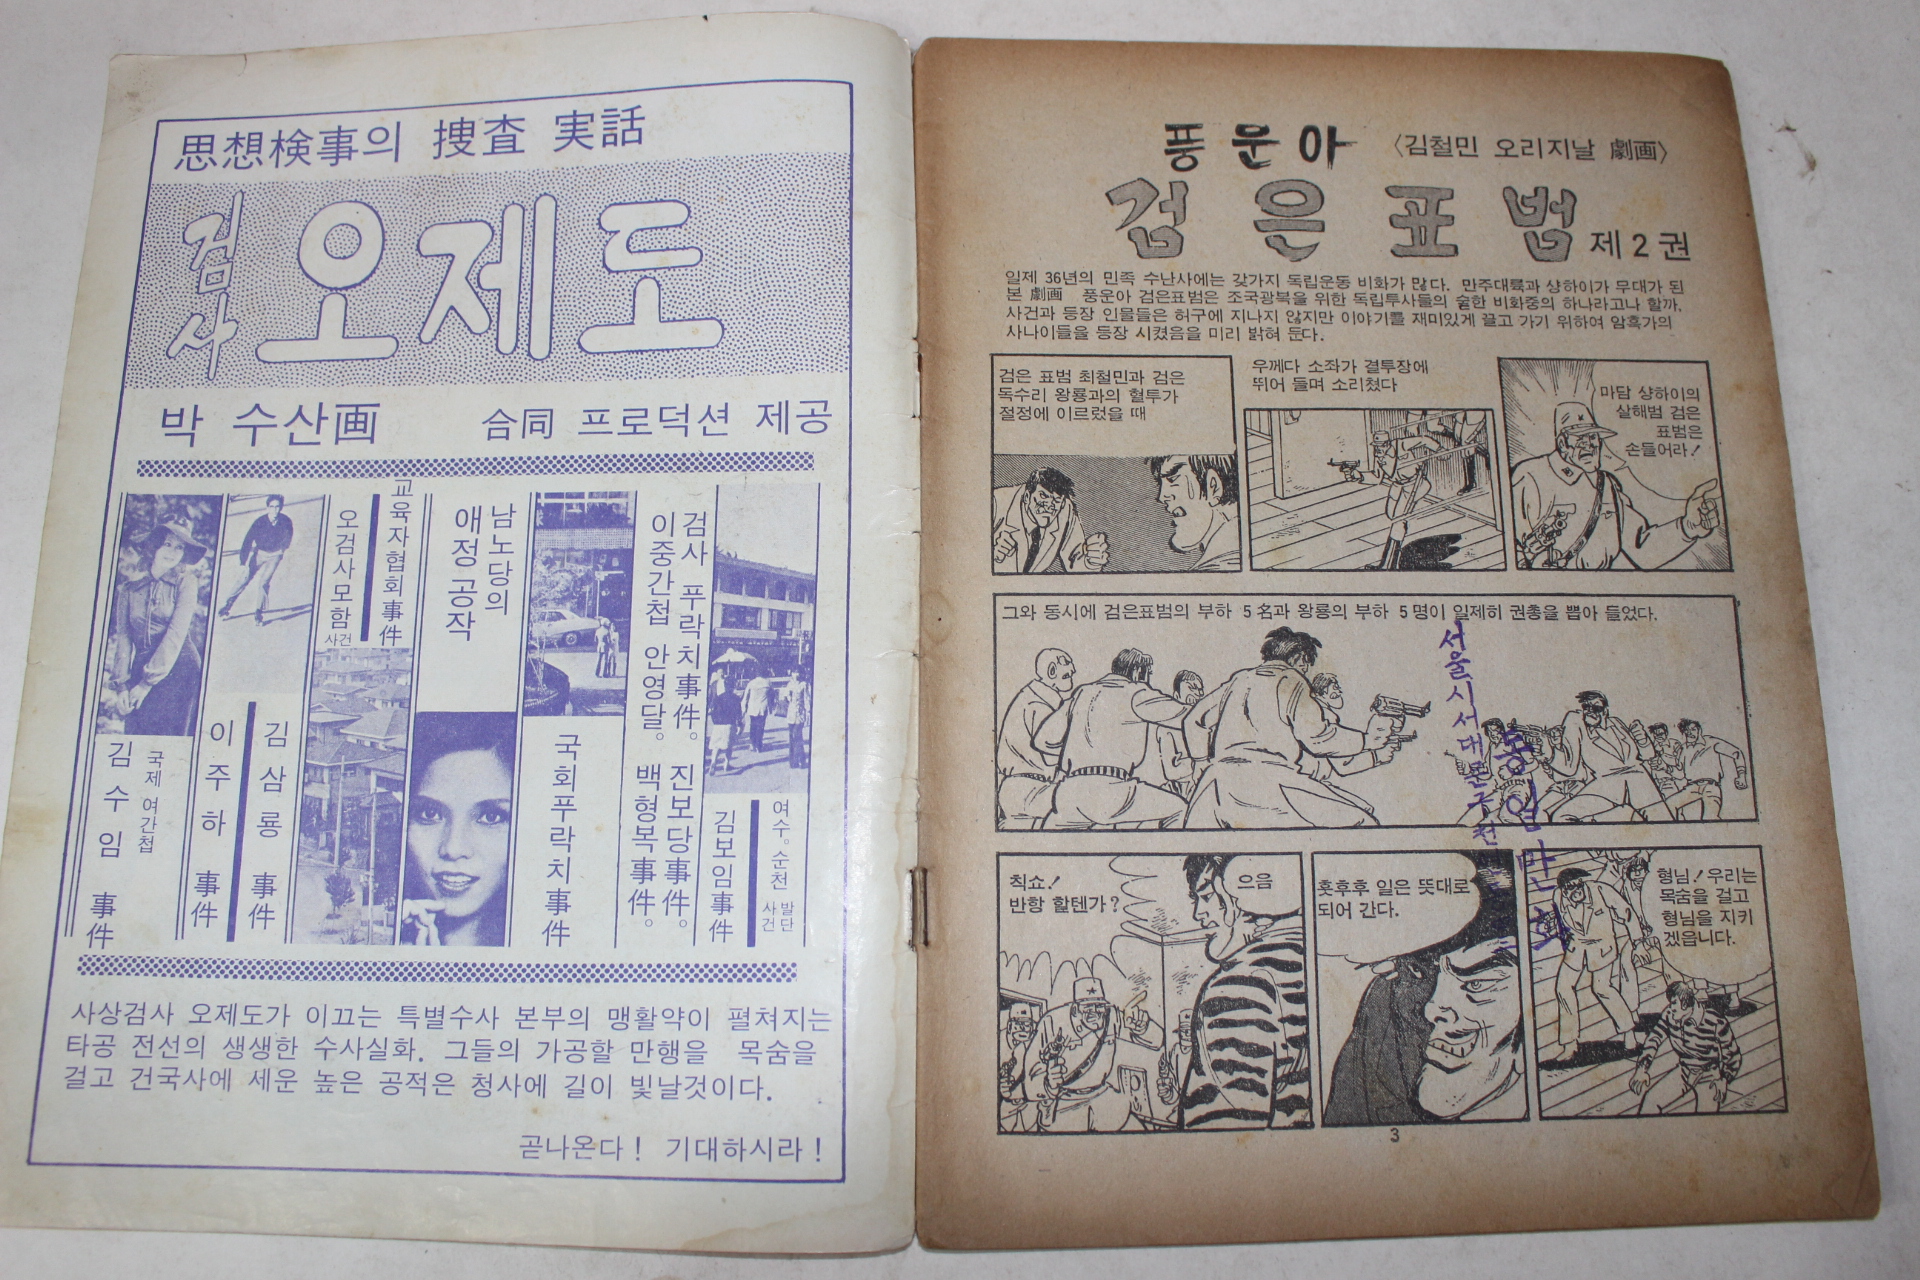 思想検事의 捜査 実話
검사 오제도
박 수산画 合同 프로덕션 제공
국제 여간첩
김수임 事件
이주하 事件
김삼룡 事件
오검사모함 사건
교육자협회 事件
남노당의
애정 공작
국회푸락치 事件
검사 푸락치 事件。 진보당 事件。
이중간첩 안영달。 백형복 事件。
김보임 事件
여수。순천 발단 사건
사상검사 오제도가 이끄는 특별수사 본부의 맹활약이 펼쳐지는
타공 전선의 생생한 수사실화. 그들의 가공할 만행을 목숨을
걸고 건국사에 세운 높은 공적은 청사에 길이 빛날것이다.
곧나온다! 기대하시라!
풍운아 〈김철민 오리지날 劇画〉
검은표범 제2권
일제 36년의 민족 수난사에는 갖가지 독립운동 비화가 많다. 만주대륙과 상하이가 무대가 된
본 劇画 풍운아 검은표범은 조국광복을 위한 독립투사들의 숱한 비화중의 하나라고나 할까.
사건과 등장 인물들은 허구에 지나지 않지만 이야기를 재미있게 끌고 가기 위하여 암흑가의
사나이들을 등장 시켰음을 미리 밝혀 둔다.
검은 표범 최철민과 검은
독수리 왕룡과의 혈투가
절정에 이르렀을 때
우께다 소좌가 결투장에
뛰어 들며 소리쳤다
마담 샹하이의
살해범 검은
표범은
손들어라!
그와 동시에 검은표범의 부하 5名과 왕룡의 부하 5명이 일제히 권총을 뽑아 들었다.
칙쇼!
반항 할텐가?
으음
훗후후 일은 뜻대로
되어 간다.
형님! 우리는
목숨을 걸고
형님을 지키
겠읍니다.
서울시서대문구
3